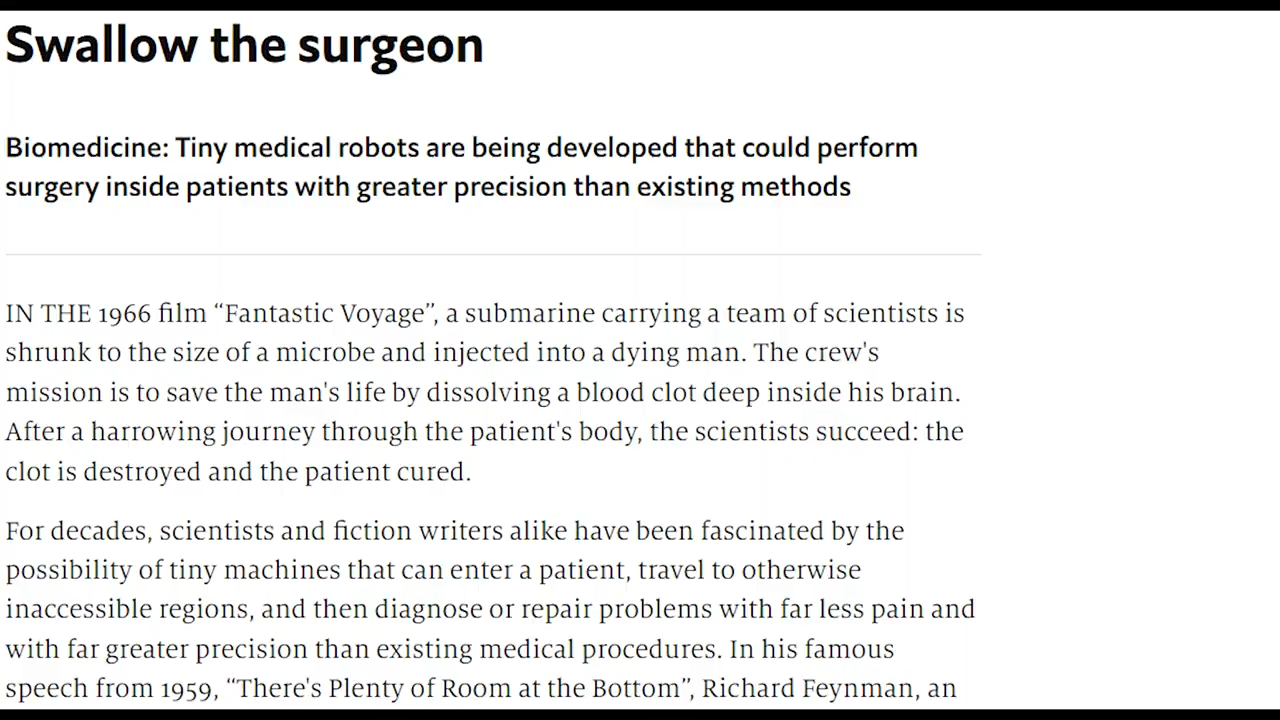 Swallow the surgeon
Biomedicine: Tiny medical robots are being developed that could perform
surgery inside patients with greater precision than existing methods
IN THE 1966 film “Fantastic Voyage”, a submarine carrying a team of scientists is
shrunk to the size of a microbe and injected into a dying man. The crew's
mission is to save the man's life by dissolving a blood clot deep inside his brain.
After a harrowing journey through the patient's body, the scientists succeed: the
clot is destroyed and the patient cured.
For decades, scientists and fiction writers alike have been fascinated by the
possibility of tiny machines that can enter a patient, travel to otherwise
inaccessible regions, and then diagnose or repair problems with far less pain and
with far greater precision than existing medical procedures. In his famous
speech from 1959, “There's Plenty of Room at the Bottom”, Richard Feynman, an